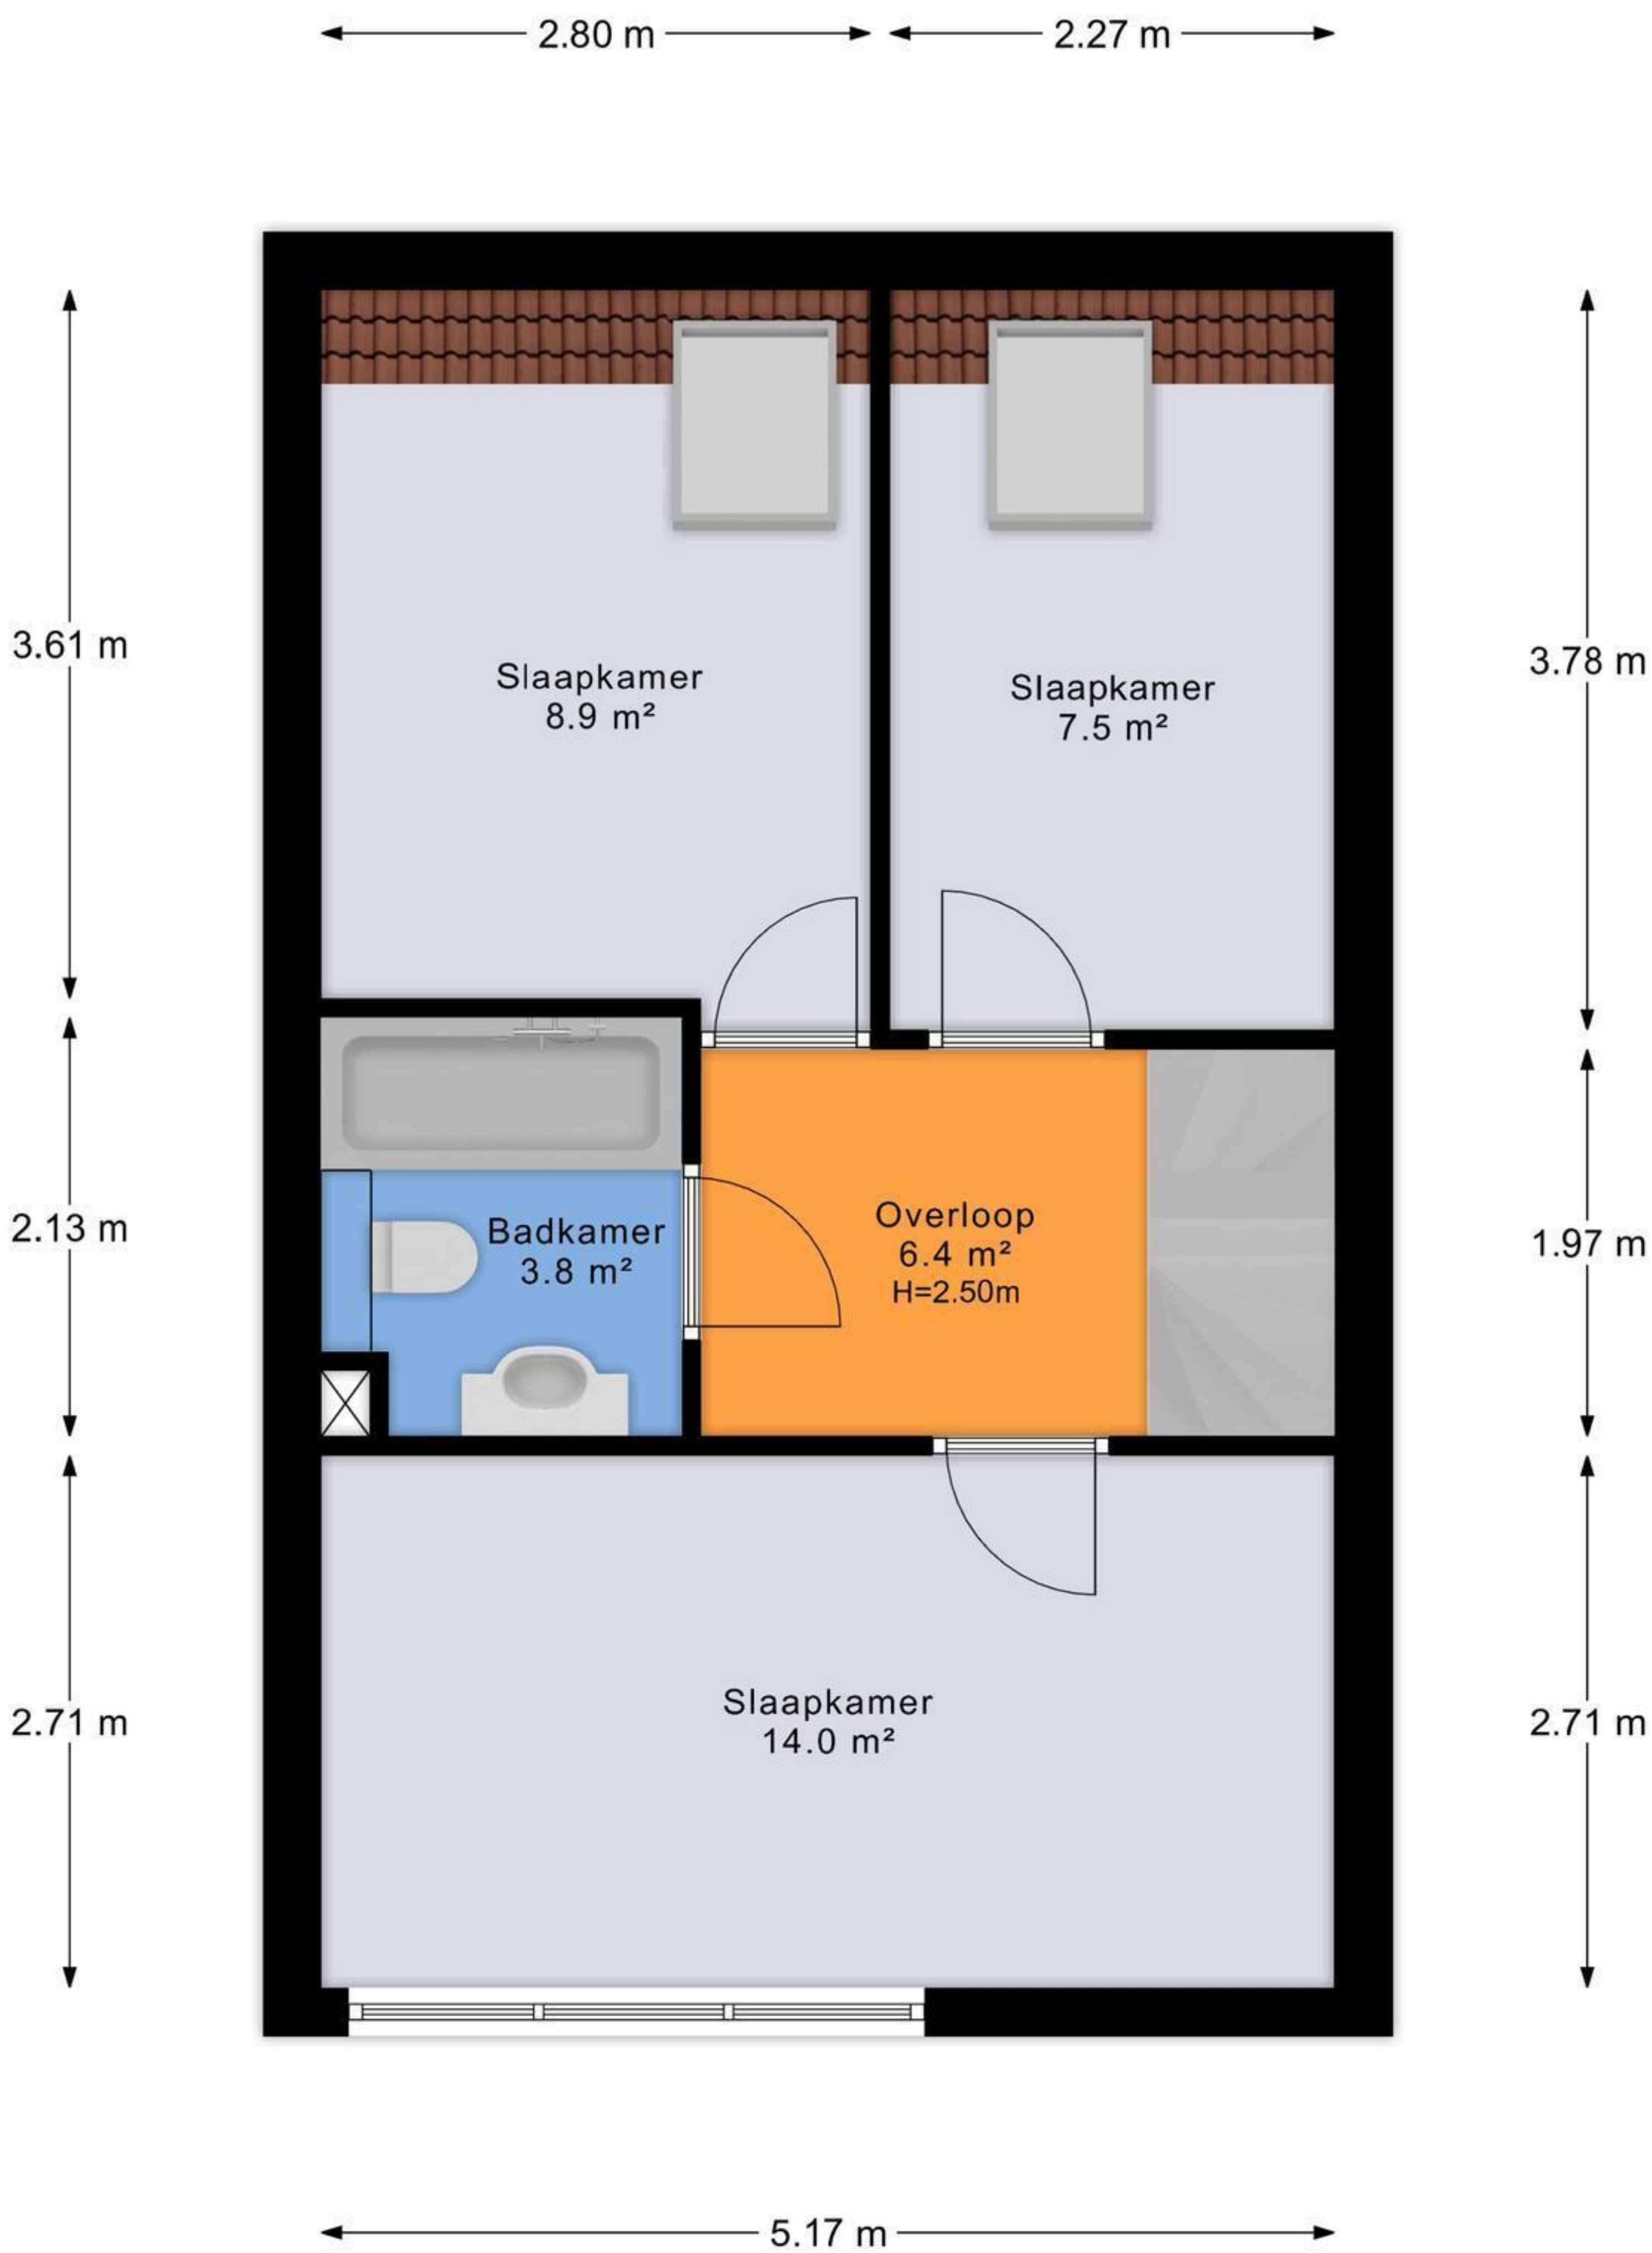 2.80 m
2.27 m
3.61 m
3.78 m
Slaapkamer
8.9 m²
Slaapkamer
7.5 m²
2.13 m
1.97 m
Badkamer
3.8 m²
Overloop
6.4 m²
H=2.50m
2.71 m
2.71 m
Slaapkamer
14.0 m²
5.17 m